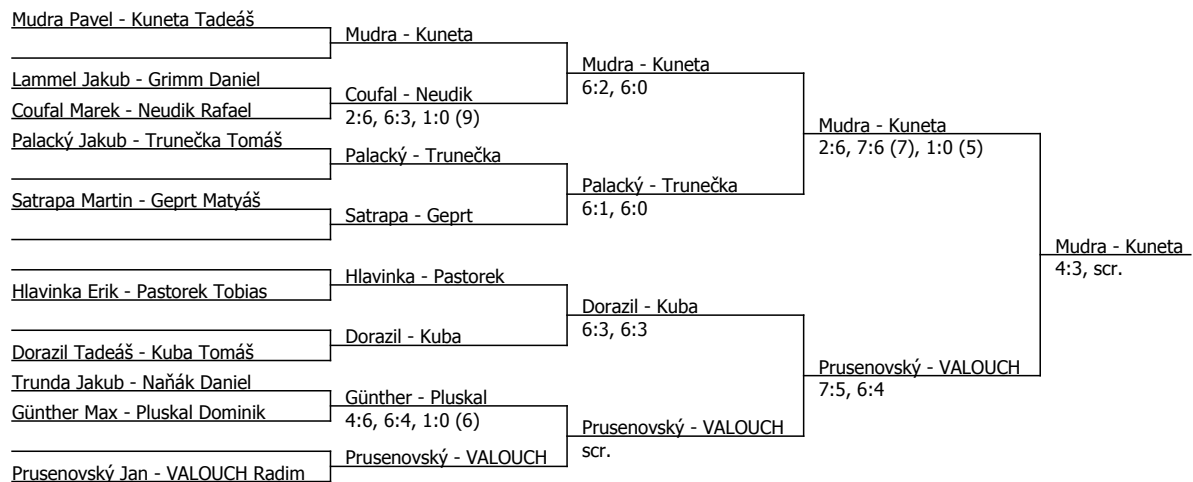 Mudra Pavel - Kuneta Tadeáš
Lammel Jakub - Grimm Daniel
Coufal Marek - Neudik Rafael
Palacký Jakub - Trunečka Tomáš
Satrapa Martin - Geprt Matyáš
Hlavinka Erik - Pastorek Tobias
Dorazil Tadeáš - Kuba Tomáš
Trunda Jakub - Naňák Daniel
Günther Max - Pluskal Dominik
Prusenovský Jan - VALOUCH Radim
Mudra - Kuneta
Coufal - Neudik
2:6, 6:3, 1:0 (9)
Palacký - Trunečka
Satrapa - Geprt
Hlavinka - Pastorek
Dorazil - Kuba
Günther - Pluskal
4:6, 6:4, 1:0 (6)
Prusenovský - VALOUCH
Mudra - Kuneta
6:2, 6:0
Palacký - Trunečka
6:1, 6:0
Dorazil - Kuba
6:3, 6:3
Prusenovský - VALOUCH
scr.
Mudra - Kuneta
2:6, 7:6 (7), 1:0 (5)
Prusenovský - VALOUCH
7:5, 6:4
Mudra - Kuneta
4:3, scr.